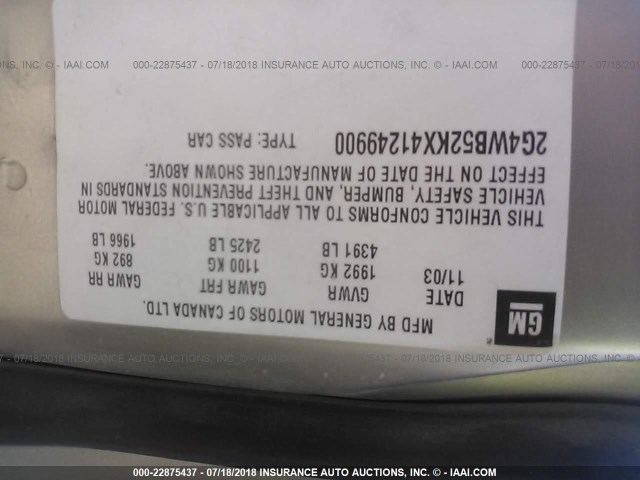 000-22875437 - 07/18/2018 INSURANCE AUTO AUCTIONS, INC. © - IAAI.COM
MFD BY GENERAL MOTORS OF CANADA LTD.
GM
DATE GVWR GAWR FRT GAWR RR
11/03 1992 KG 1100 KG 892 KG
4391 LB 2425 LB 1966 LB
THIS VEHICLE CONFORMS TO ALL APPLICABLE U.S. FEDERAL MOTOR
VEHICLE SAFETY, BUMPER, AND THEFT PREVENTION STANDARDS IN
EFFECT ON THE DATE OF MANUFACTURE SHOWN ABOVE.
2G4WB52KX41249900 TYPE: PASS CAR
000-22875437 - 07/18/2018 INSURANCE AUTO AUCTIONS, INC. © - IAAI.COM
000-22875437 - 07/18/2018 INSURANCE AUTO AUCTIONS, INC. © - IAAI.COM